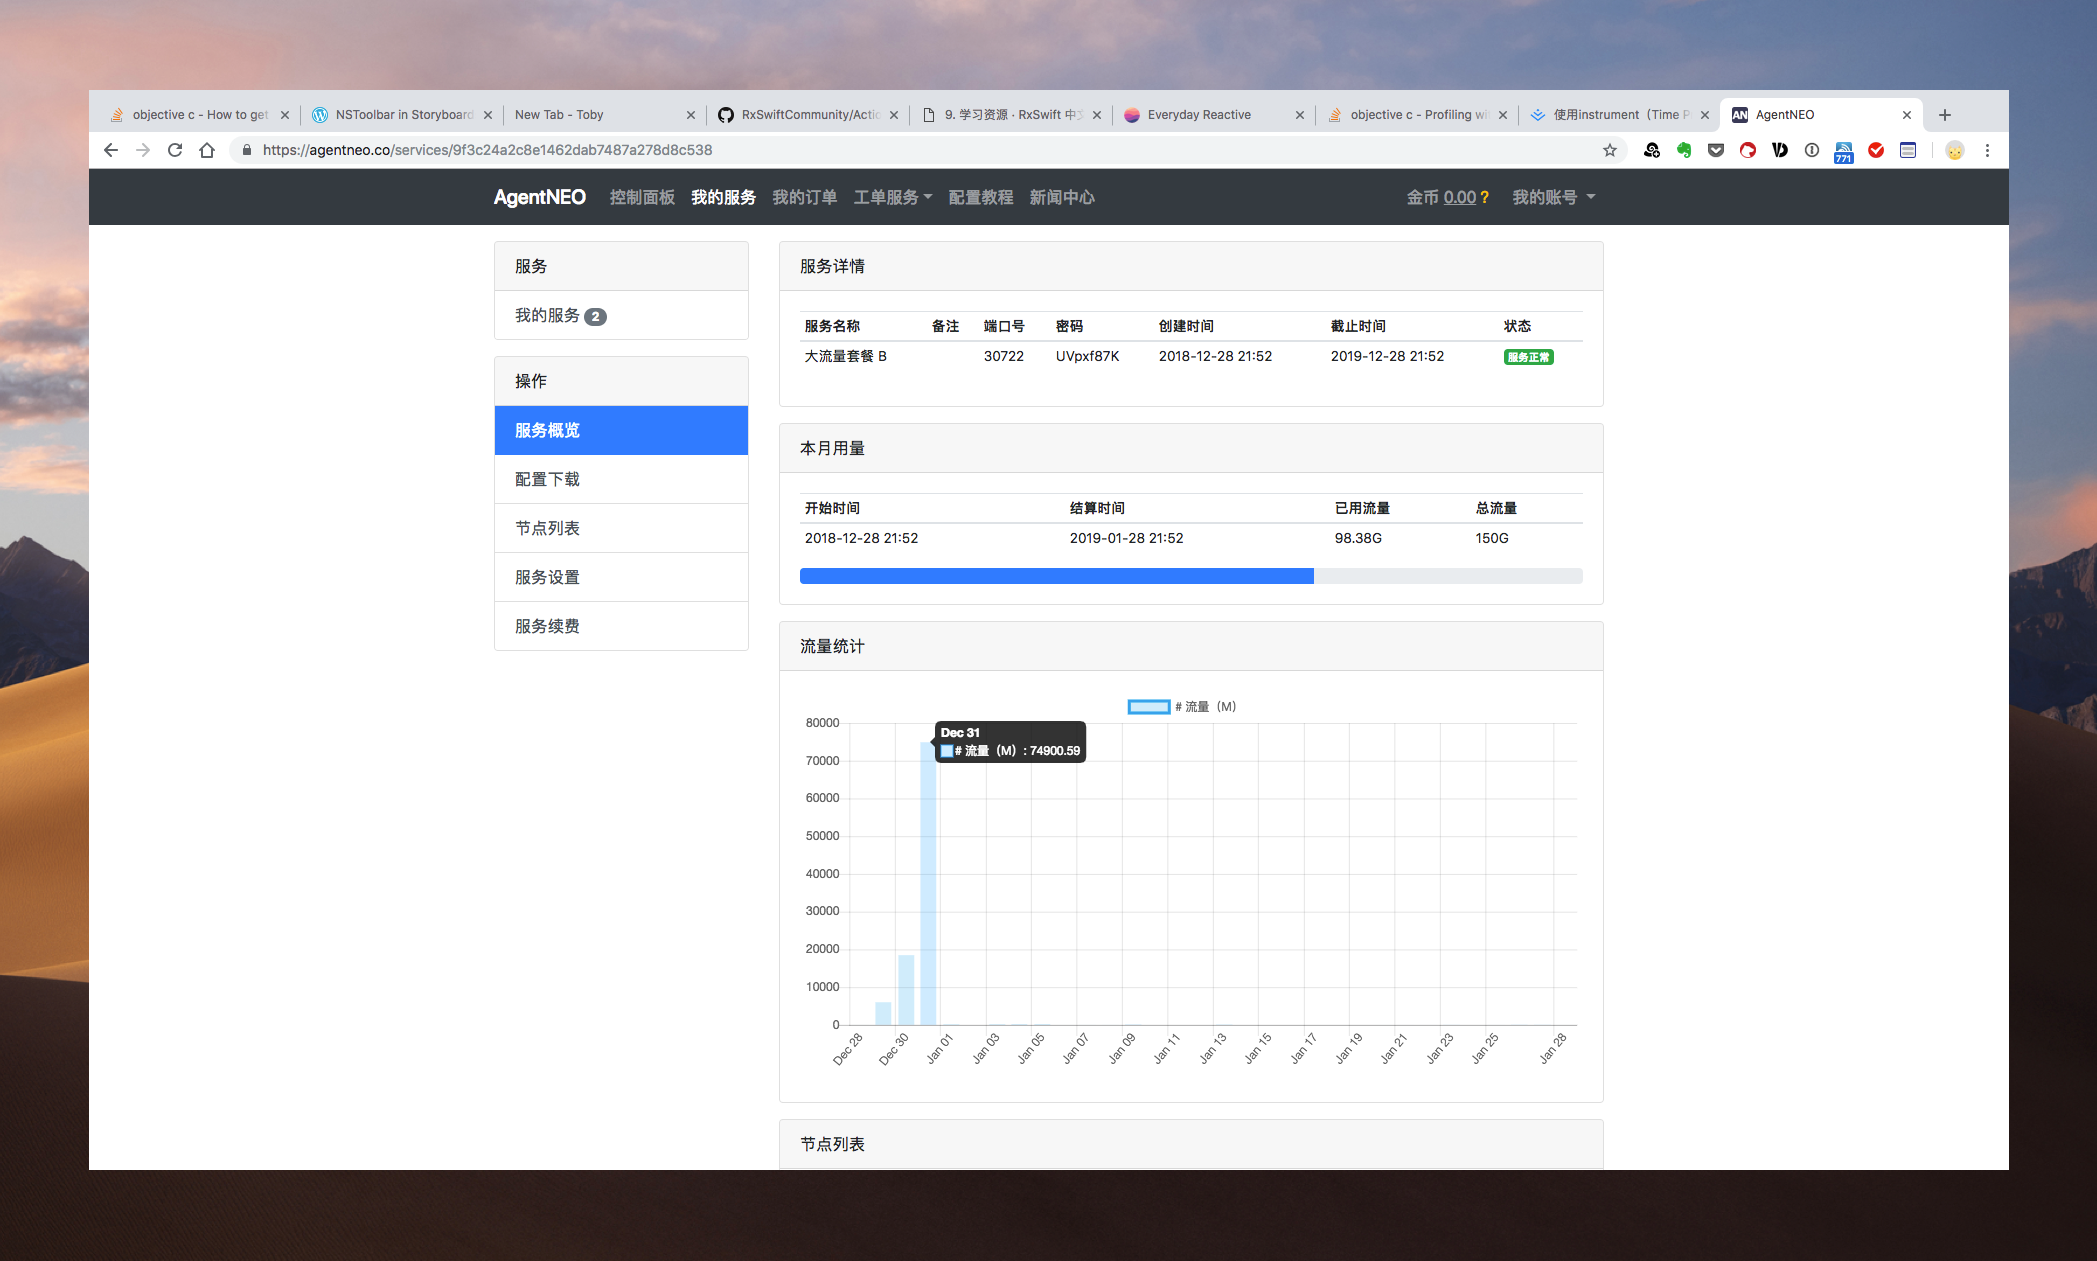 objective c - How to get
NSToolbar in Storyboard
New Tab - Toby
RxSwiftCommunity/Actio
9. 学习资源 · RxSwift 中文
Everyday Reactive
objective c - Profiling wi
使用instrument（Time P
AN AgentNEO
https://agentneo.co/services/9f3c24a2c8e1462dab7487a278d8c538
771
AgentNEO 控制面板 我的服务 我的订单 工单服务 配置教程 新闻中心 金币 0.00 ? 我的账号
服务
我的服务 2
操作
服务概览
配置下载
节点列表
服务设置
服务续费
服务详情
服务名称 备注 端口号 密码 创建时间 截止时间 状态
大流量套餐 B 30722 UVpxf87K 2018-12-28 21:52 2019-12-28 21:52 服务正常
本月用量
开始时间 结算时间 已用流量 总流量
2018-12-28 21:52 2019-01-28 21:52 98.38G 150G
流量统计
# 流量（M）
80000
70000
60000
50000
40000
30000
20000
10000
0
Dec 31
# 流量（M）: 74900.59
Dec 28 Dec 30 Jan 01 Jan 03 Jan 05 Jan 07 Jan 09 Jan 11 Jan 13 Jan 15 Jan 17 Jan 19 Jan 21 Jan 23 Jan 25 Jan 28
节点列表